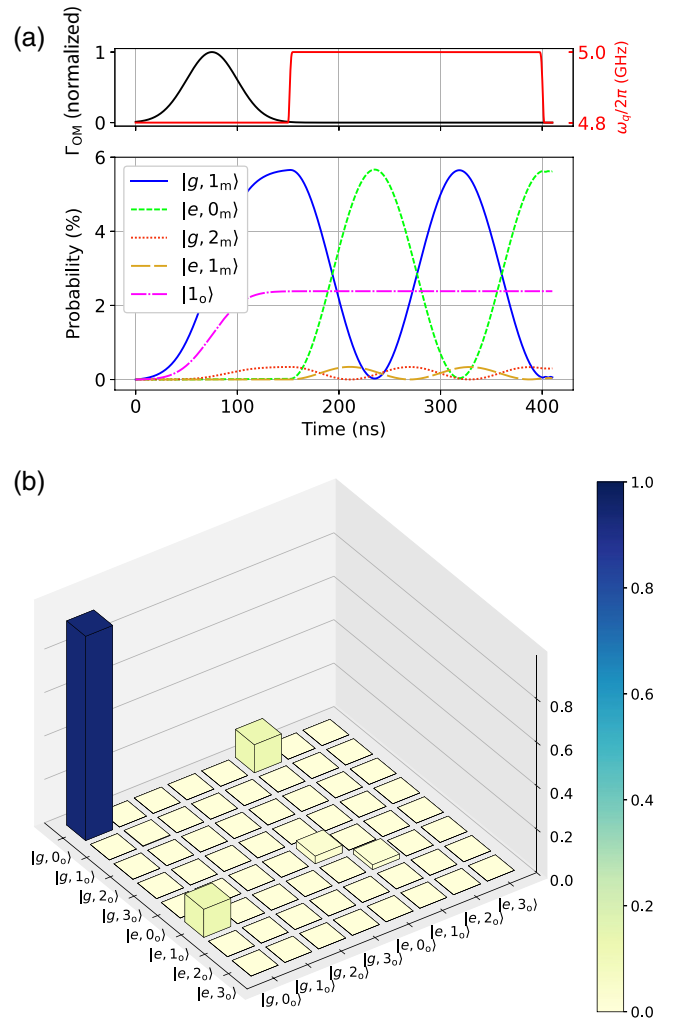 (a)
Γ_OM (normalized)
1
0
5.0
4.8
ω_q/2π (GHz)
Probability (%)
6
4
2
0
|g, 1_m⟩
|e, 0_m⟩
|g, 2_m⟩
|e, 1_m⟩
|1_o⟩
0 100 200 300 400
Time (ns)
(b)
1.0
0.8
0.6
0.4
0.2
0.0
0.8
0.6
0.4
0.2
0.0
|g, 0_o⟩
|g, 1_o⟩
|g, 2_o⟩
|g, 3_o⟩
|e, 0_o⟩
|e, 1_o⟩
|e, 2_o⟩
|e, 3_o⟩
|g, 0_o⟩
|g, 1_o⟩
|g, 2_o⟩
|g, 3_o⟩
|e, 0_o⟩
|e, 1_o⟩
|e, 2_o⟩
|e, 3_o⟩